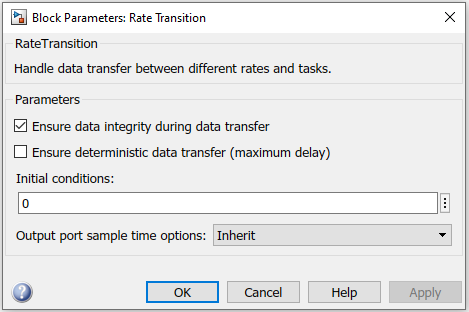 Block Parameters: Rate Transition
RateTransition
Handle data transfer between different rates and tasks.
Parameters
Ensure data integrity during data transfer
Ensure deterministic data transfer (maximum delay)
Initial conditions:
0
Output port sample time options: Inherit
? OK Cancel Help Apply